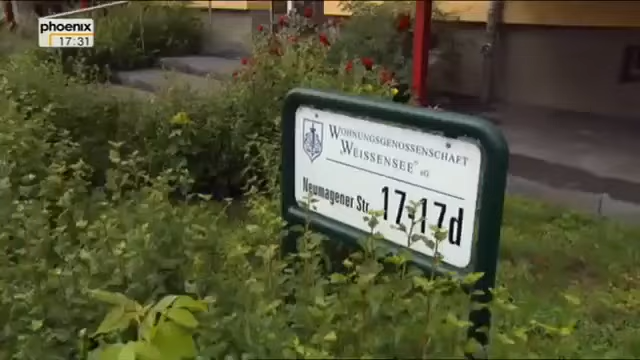 phoenix
17:31
WOHNUNGSGENOSSENSCHAFT
„WEISSENSEE" eG
Neumagener Str. 17-17d